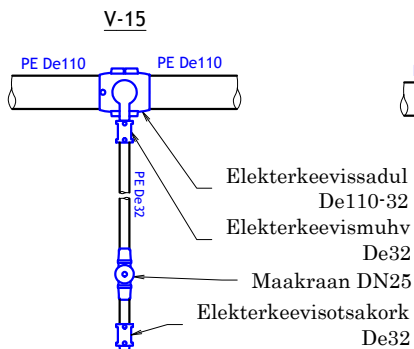 V-15
PE De110
PE De110
PE De32
Elekterkeevissadul
De110-32
Elekterkeevismuhv
De32
Maakraan DN25
Elekterkeevisotsakork
De32